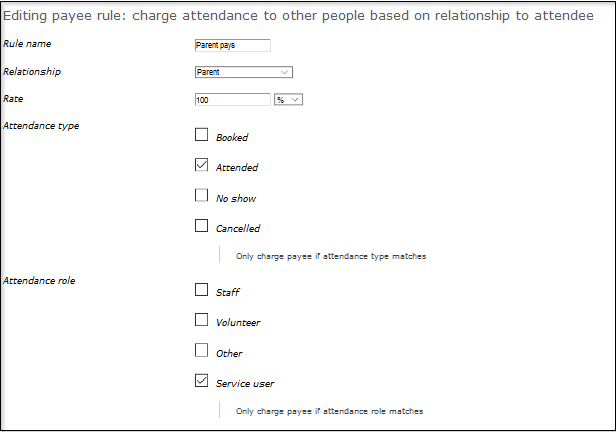 Editing payee rule: charge attendance to other people based on relationship to attendee
Rule name Parent pays
Relationship Parent
Rate 100 %
Attendance type
Booked
Attended
No show
Cancelled
Only charge payee if attendance type matches
Attendance role
Staff
Volunteer
Other
Service user
Only charge payee if attendance role matches